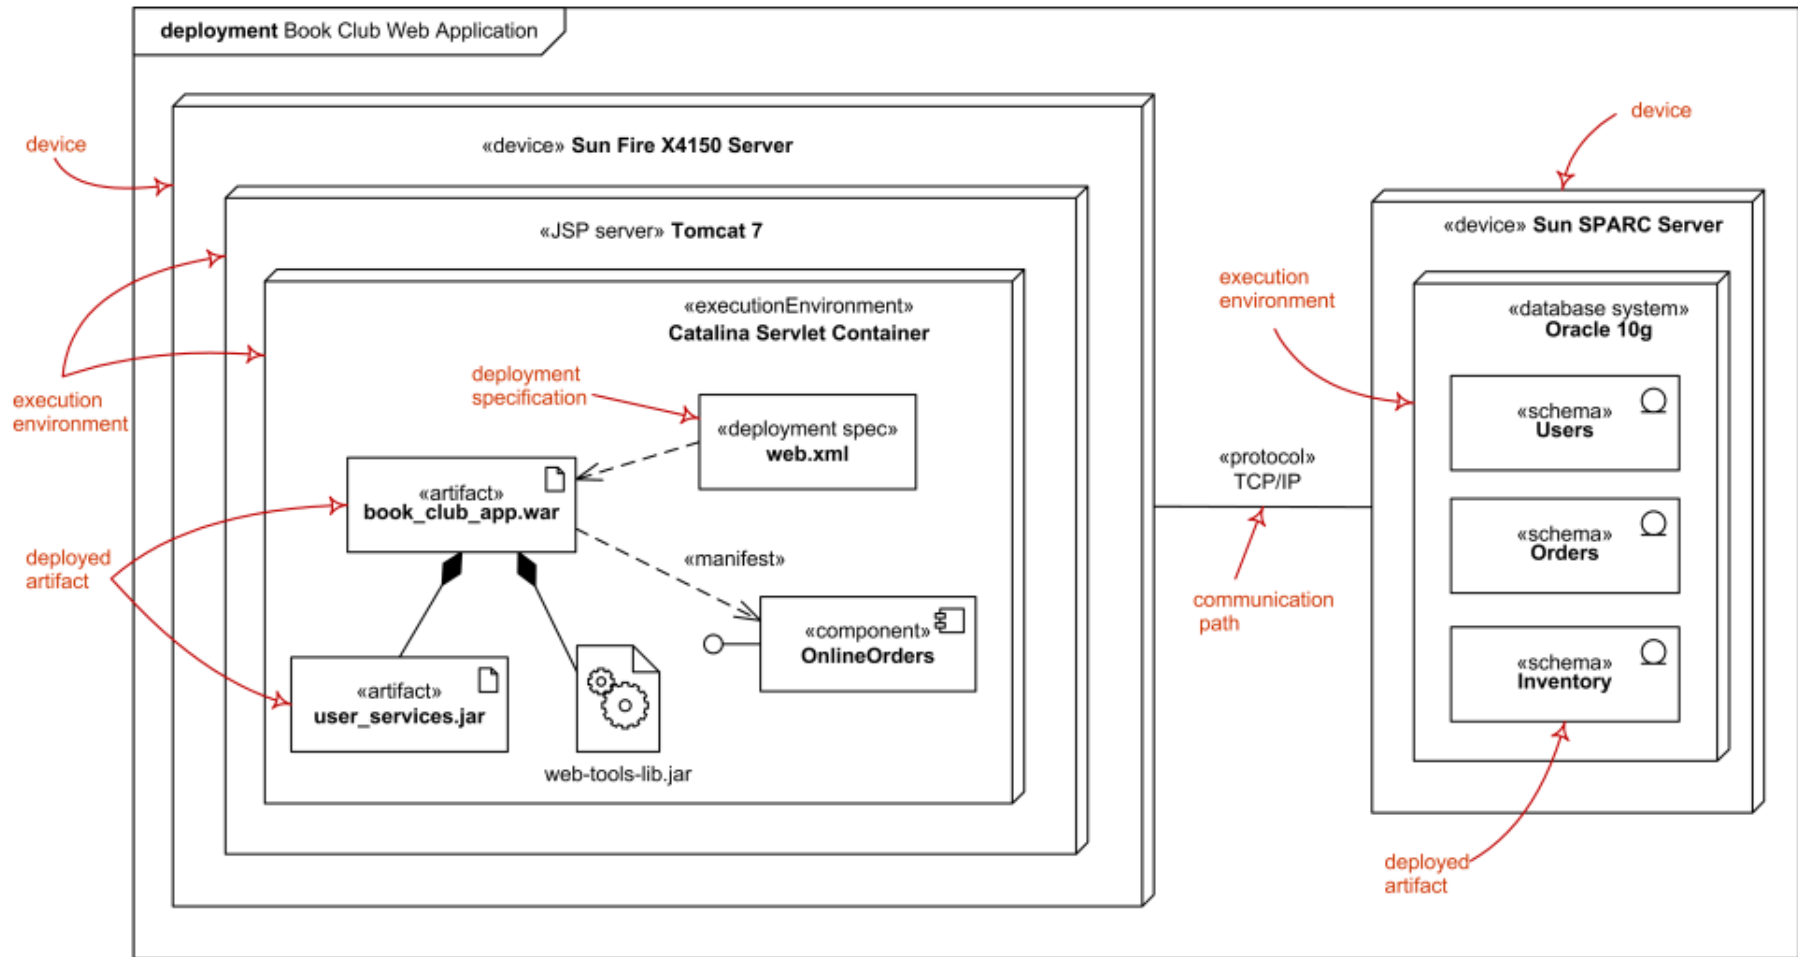 deployment Book Club Web Application
device
«device» Sun Fire X4150 Server
«JSP server» Tomcat 7
«executionEnvironment»
Catalina Servlet Container
execution
environment
deployment
specification
«deployment spec»
web.xml
«artifact»
book_club_app.war
«manifest»
deployed
artifact
«component»
OnlineOrders
«artifact»
user_services.jar
web-tools-lib.jar
«protocol»
TCP/IP
communication
path
device
«device» Sun SPARC Server
execution
environment
«database system»
Oracle 10g
«schema»
Users
«schema»
Orders
«schema»
Inventory
deployed
artifact